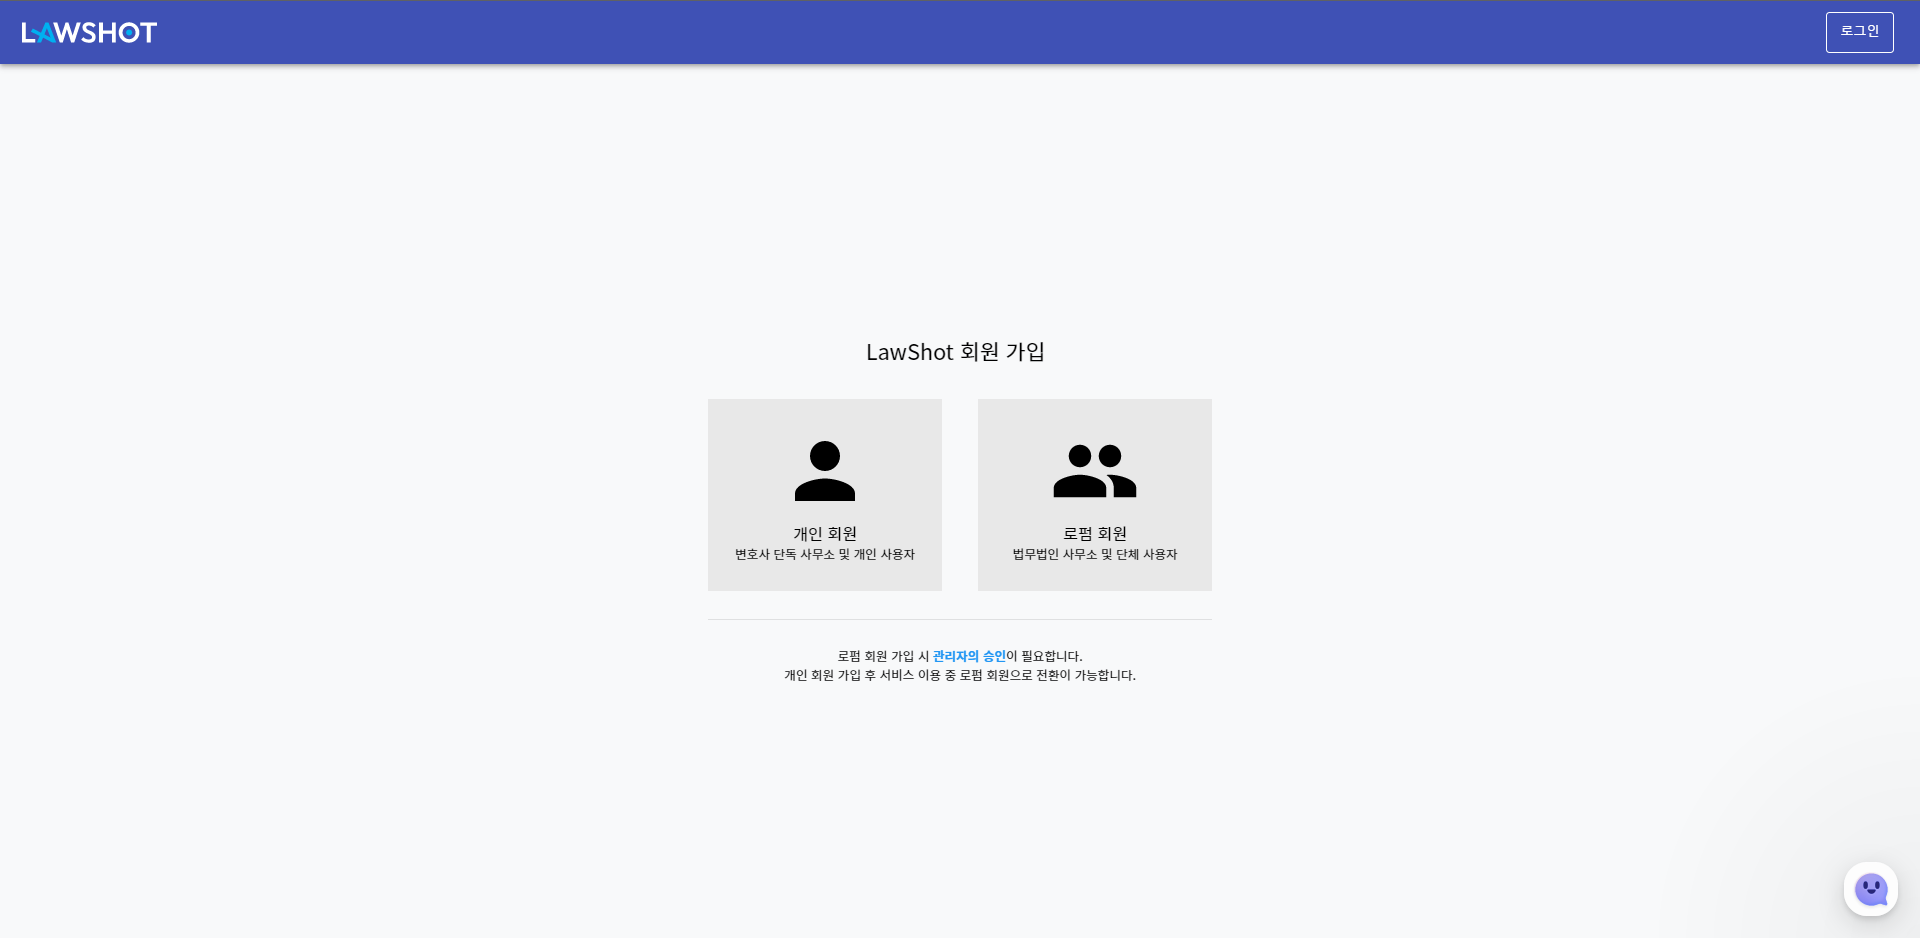 LAWSHOT
로그인
LawShot 회원 가입
개인 회원
변호사 단독 사무소 및 개인 사용자
로펌 회원
법무법인 사무소 및 단체 사용자
로펌 회원 가입 시 관리자의 승인이 필요합니다.
개인 회원 가입 후 서비스 이용 중 로펌 회원으로 전환이 가능합니다.